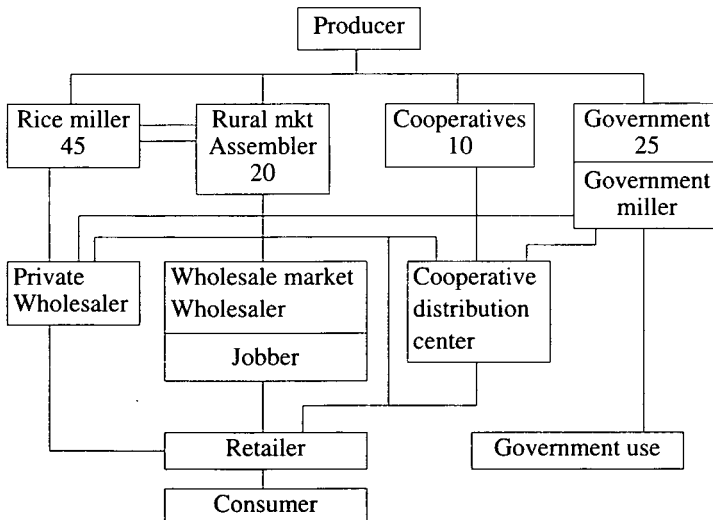 Producer
Rice miller
45
Rural mkt
Assembler
20
Cooperatives
10
Government
25
Government
miller
Private
Wholesaler
Wholesale market
Wholesaler
Jobber
Cooperative
distribution
center
Retailer
Government use
Consumer